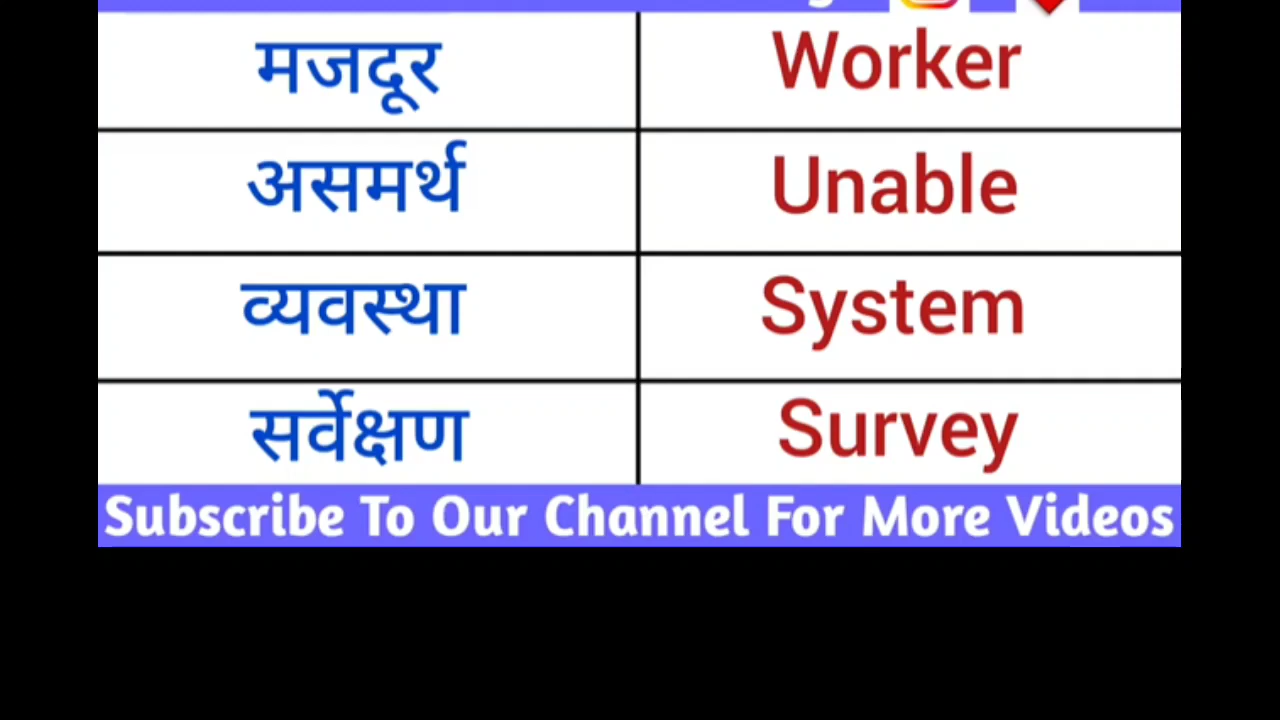 मजदूर Worker
असमर्थ Unable
व्यवस्था System
सर्वेक्षण Survey
Subscribe To Our Channel For More Videos